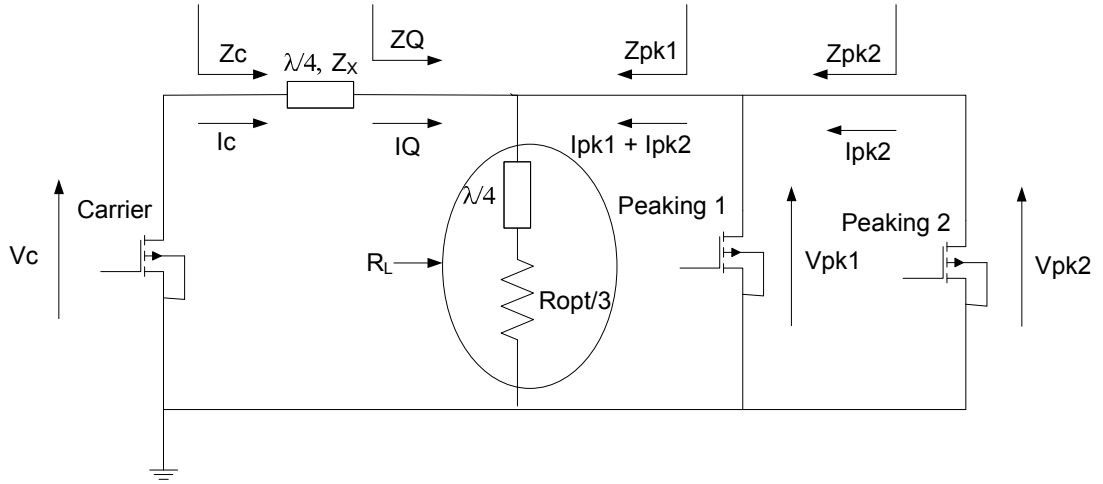 Zc
ZQ
Zpk1
Zpk2
λ/4, ZX
Ic
IQ
Ipk1 + Ipk2
Ipk2
λ/4
Carrier
Peaking 1
Peaking 2
Vc
RL
Vpk1
Vpk2
Ropt/3